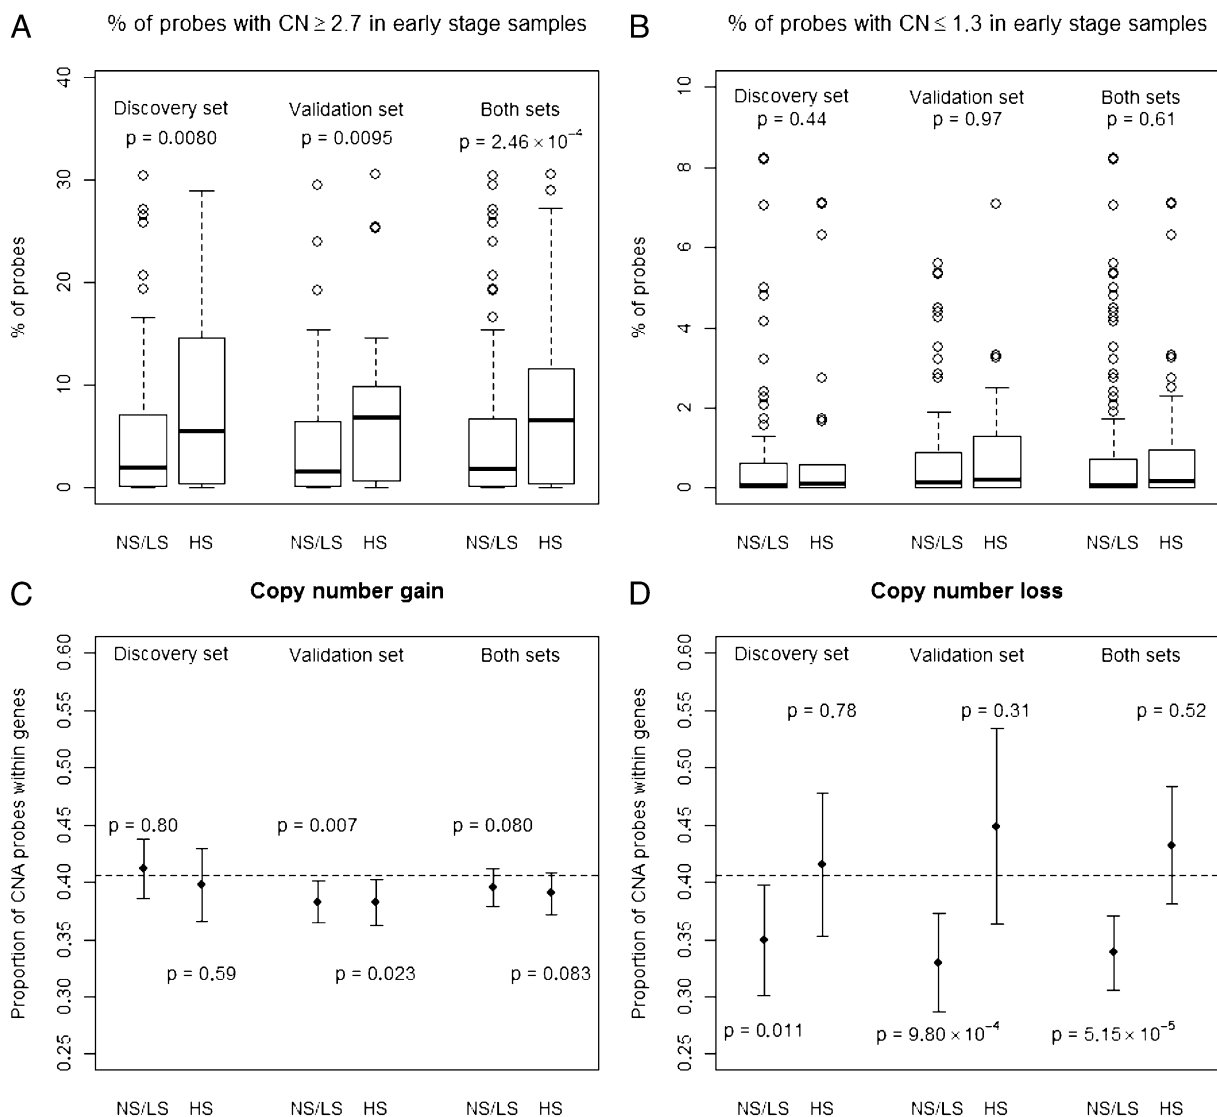 A % of probes with CN ≥ 2.7 in early stage samples
% of probes
40
30
20
10
0
Discovery set Validation set Both sets
p = 0.0080 p = 0.0095 p = 2.46 × 10⁻⁴
NS/LS HS NS/LS HS NS/LS HS
B % of probes with CN ≤ 1.3 in early stage samples
% of probes
10
8
6
4
2
0
Discovery set Validation set Both sets
p = 0.44 p = 0.97 p = 0.61
NS/LS HS NS/LS HS NS/LS HS
C Copy number gain
Proportion of CNA probes within genes
0.60
0.55
0.50
0.45
0.40
0.35
0.30
0.25
Discovery set Validation set Both sets
p = 0.80 p = 0.007 p = 0.080
p = 0.59 p = 0.023 p = 0.083
NS/LS HS NS/LS HS NS/LS HS
D Copy number loss
Proportion of CNA probes within genes
0.60
0.55
0.50
0.45
0.40
0.35
0.30
0.25
Discovery set Validation set Both sets
p = 0.78 p = 0.31 p = 0.52
p = 0.011 p = 9.80 × 10⁻⁴ p = 5.15 × 10⁻⁵
NS/LS HS NS/LS HS NS/LS HS